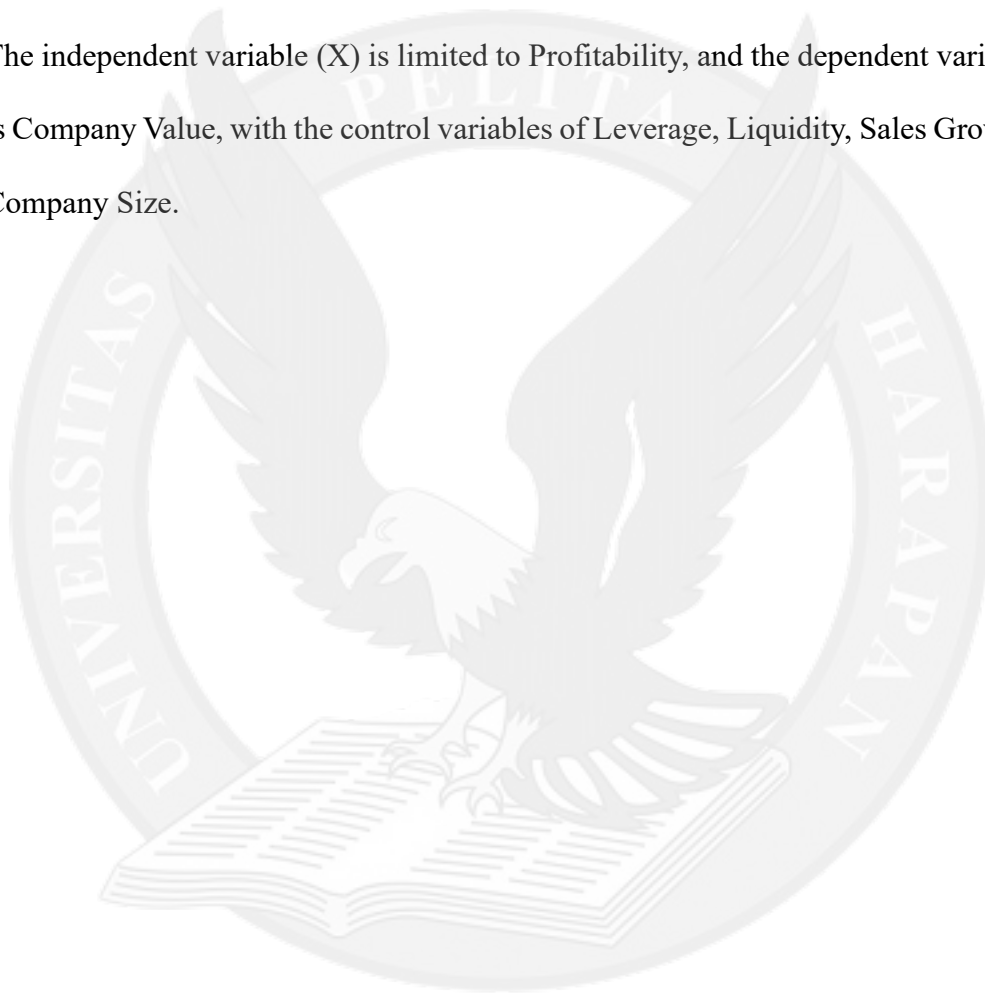 The independent variable (X) is limited to Profitability, and the dependent vari
s Company Value, with the control variables of Leverage, Liquidity, Sales Gro
Company Size.
PELITA
UNIVERSITAS
HARAPAN